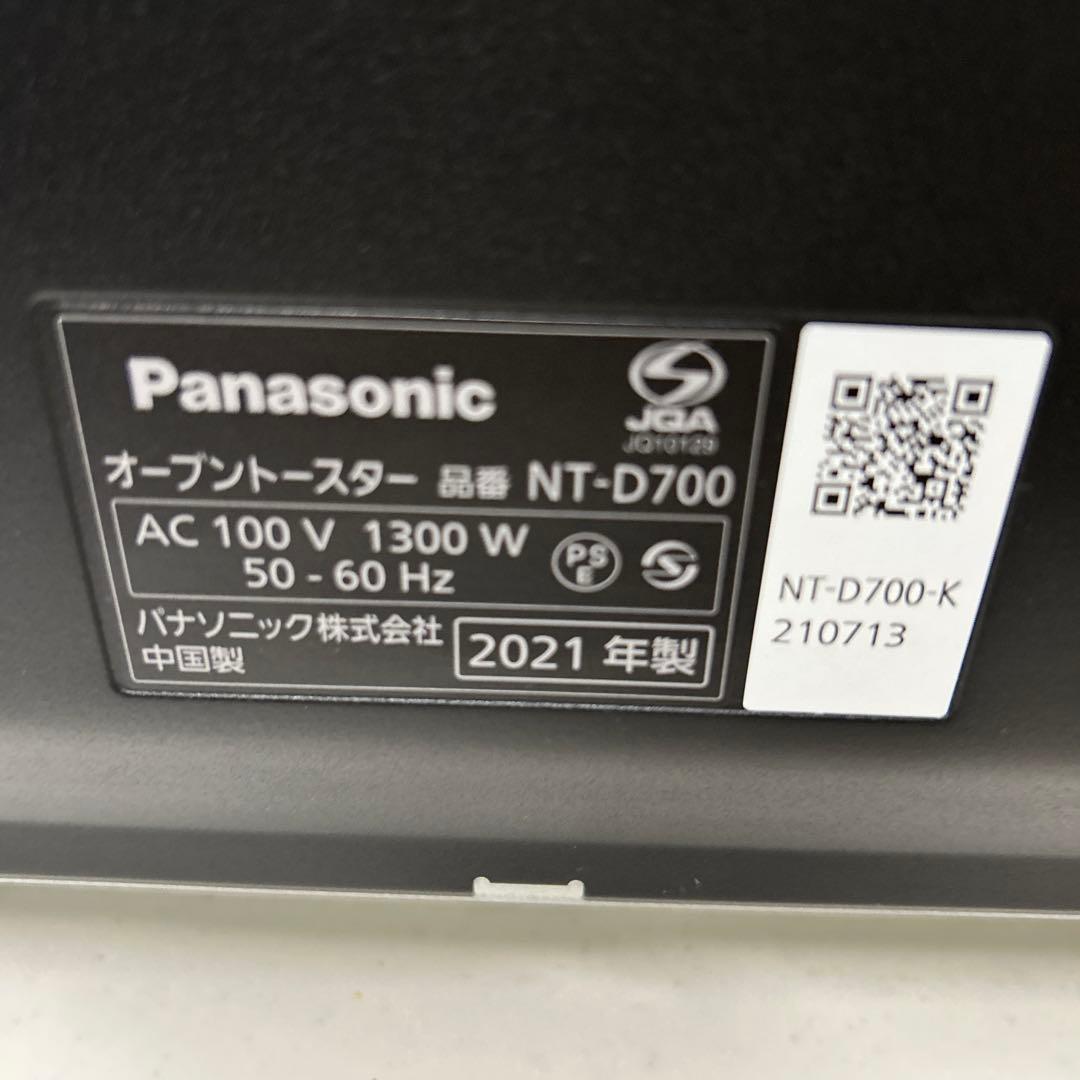 Panasonic
JQA
JQ10129
オーブントースター 品番 NT-D700
AC 100 V 1300 W
50 - 60 Hz
PS
E
パナソニック株式会社
中国製
2021 年製
NT-D700-K
210713